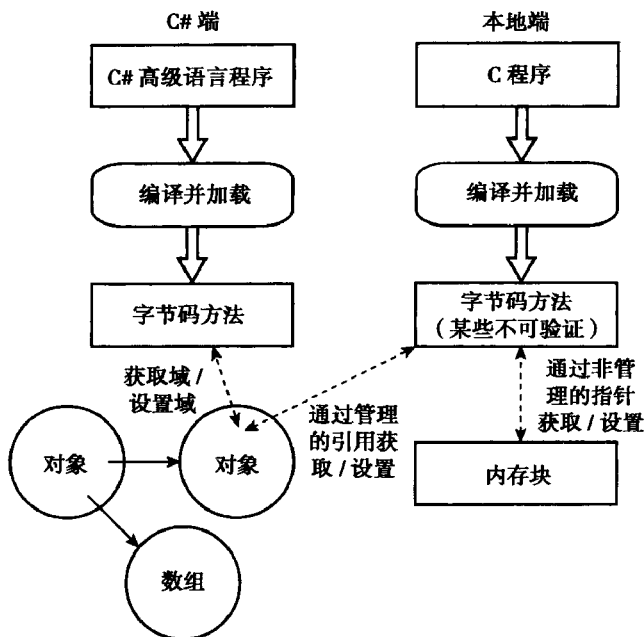 C# 端
本地端
C# 高级语言程序
C 程序
编译并加载
编译并加载
字节码方法
字节码方法
（某些不可验证）
获取域 /
设置域
通过管理
的引用获
取 / 设置
通过非管
理的指针
获取 / 设置
对象
对象
内存块
数组